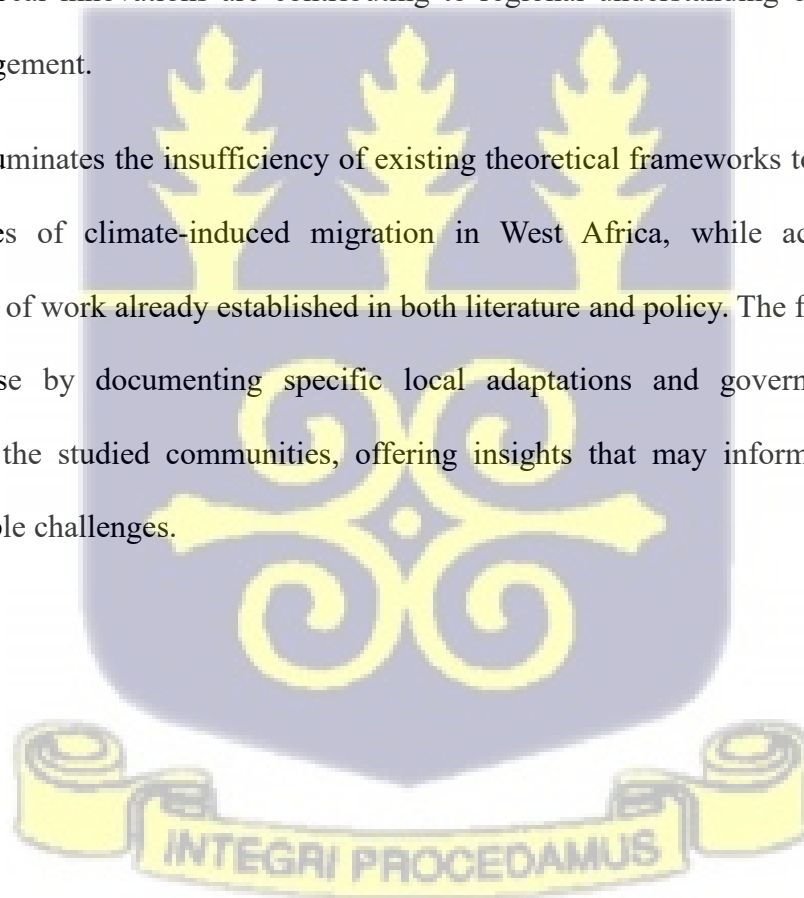 gement.
uminates the insufficiency of existing theoretical frameworks to
es of climate-induced migration in West Africa, while ac
of work already established in both literature and policy. The f
se by documenting specific local adaptations and govern
the studied communities, offering insights that may inform
ole challenges.
INTEGRI PROCEDAMUS